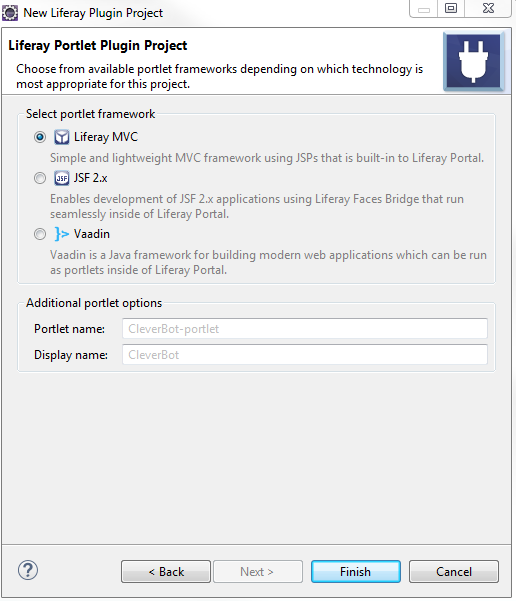 New Liferay Plugin Project
Liferay Portlet Plugin Project
Choose from available portlet frameworks depending on which technology is
most appropriate for this project.
Select portlet framework
Liferay MVC
Simple and lightweight MVC framework using JSPs that is built-in to Liferay Portal.
JSF JSF 2.x
Enables development of JSF 2.x applications using Liferay Faces Bridge that run
seamlessly inside of Liferay Portal.
Vaadin
Vaadin is a Java framework for building modern web applications which can be run
as portlets inside of Liferay Portal.
Additional portlet options
Portlet name: CleverBot-portlet
Display name: CleverBot
? < Back Next > Finish Cancel